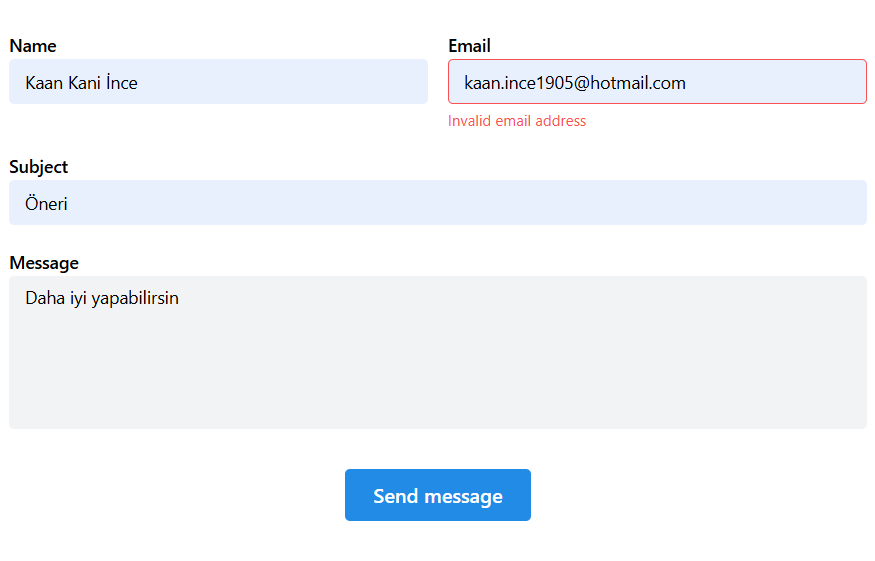 Name
Kaan Kani İnce
Email
kaan.ince1905@hotmail.com
Invalid email address
Subject
Öneri
Message
Daha iyi yapabilirsin
Send message